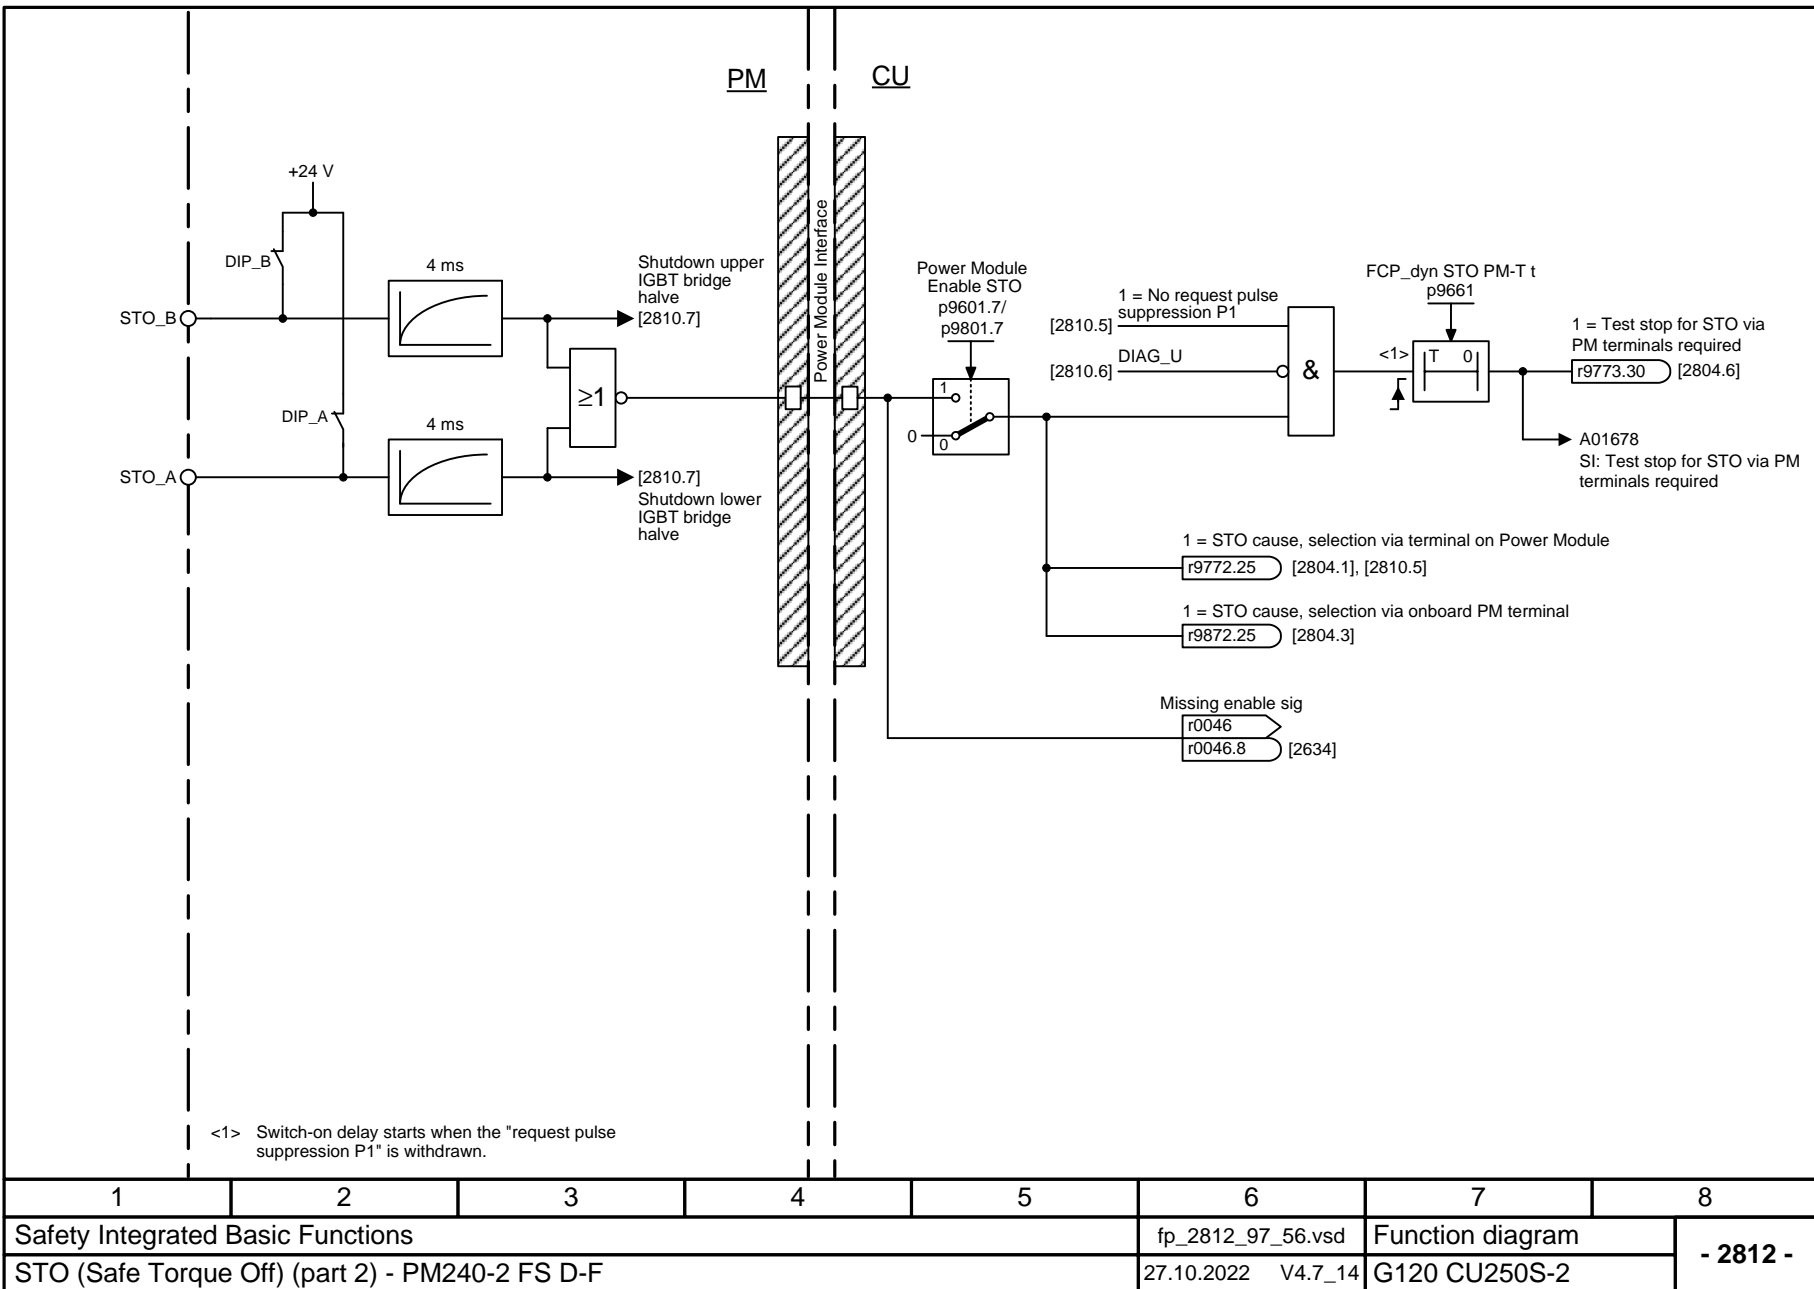 PM
CU
+24 V
DIP_B
4 ms
Shutdown upper
IGBT bridge
halve
[2810.7]
STO_B
DIP_A
4 ms
≥1
STO_A
[2810.7]
Shutdown lower
IGBT bridge
halve
Power Module Interface
Power Module
Enable STO
p9601.7/
p9801.7
1
0
0
1 = No request pulse
suppression P1
[2810.5]
DIAG_U
[2810.6]
&
FCP_dyn STO PM-T t
p9661
<1>
T 0
1 = Test stop for STO via
PM terminals required
r9773.30 [2804.6]
A01678
SI: Test stop for STO via PM
terminals required
1 = STO cause, selection via terminal on Power Module
r9772.25 [2804.1], [2810.5]
1 = STO cause, selection via onboard PM terminal
r9872.25 [2804.3]
Missing enable sig
r0046
r0046.8 [2634]
<1> Switch-on delay starts when the "request pulse
suppression P1" is withdrawn.
1 2 3 4 5 6 7 8
Safety Integrated Basic Functions
fp_2812_97_56.vsd
Function diagram
- 2812 -
STO (Safe Torque Off) (part 2) - PM240-2 FS D-F
27.10.2022 V4.7_14
G120 CU250S-2